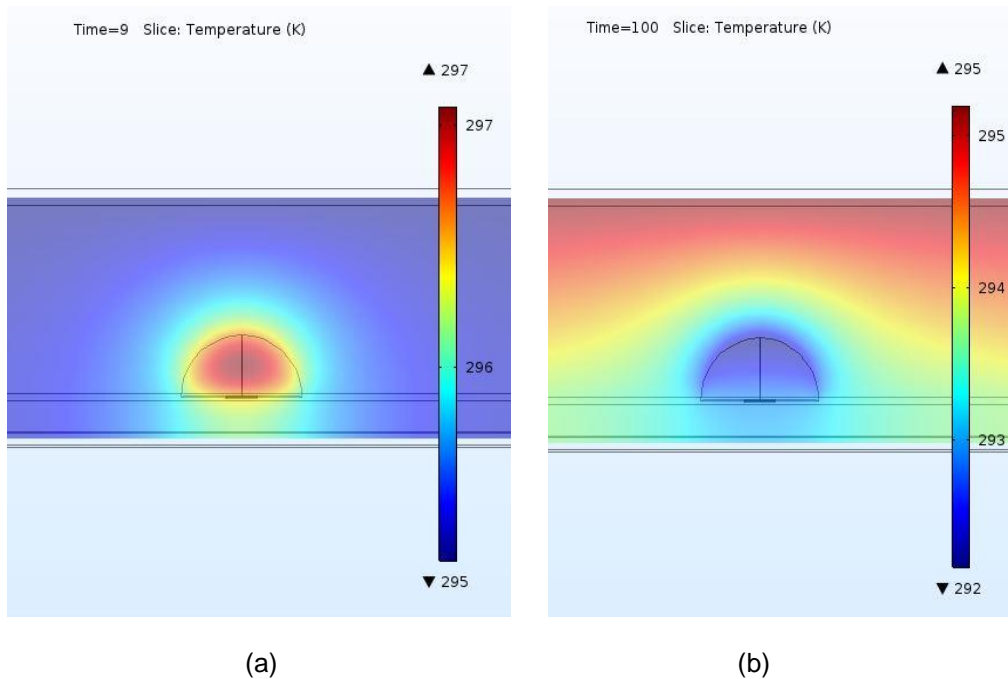 Time=9 Slice: Temperature (K)
▲ 297
297
296
▼ 295
(a)
Time=100 Slice: Temperature (K)
▲ 295
295
294
293
▼ 292
(b)